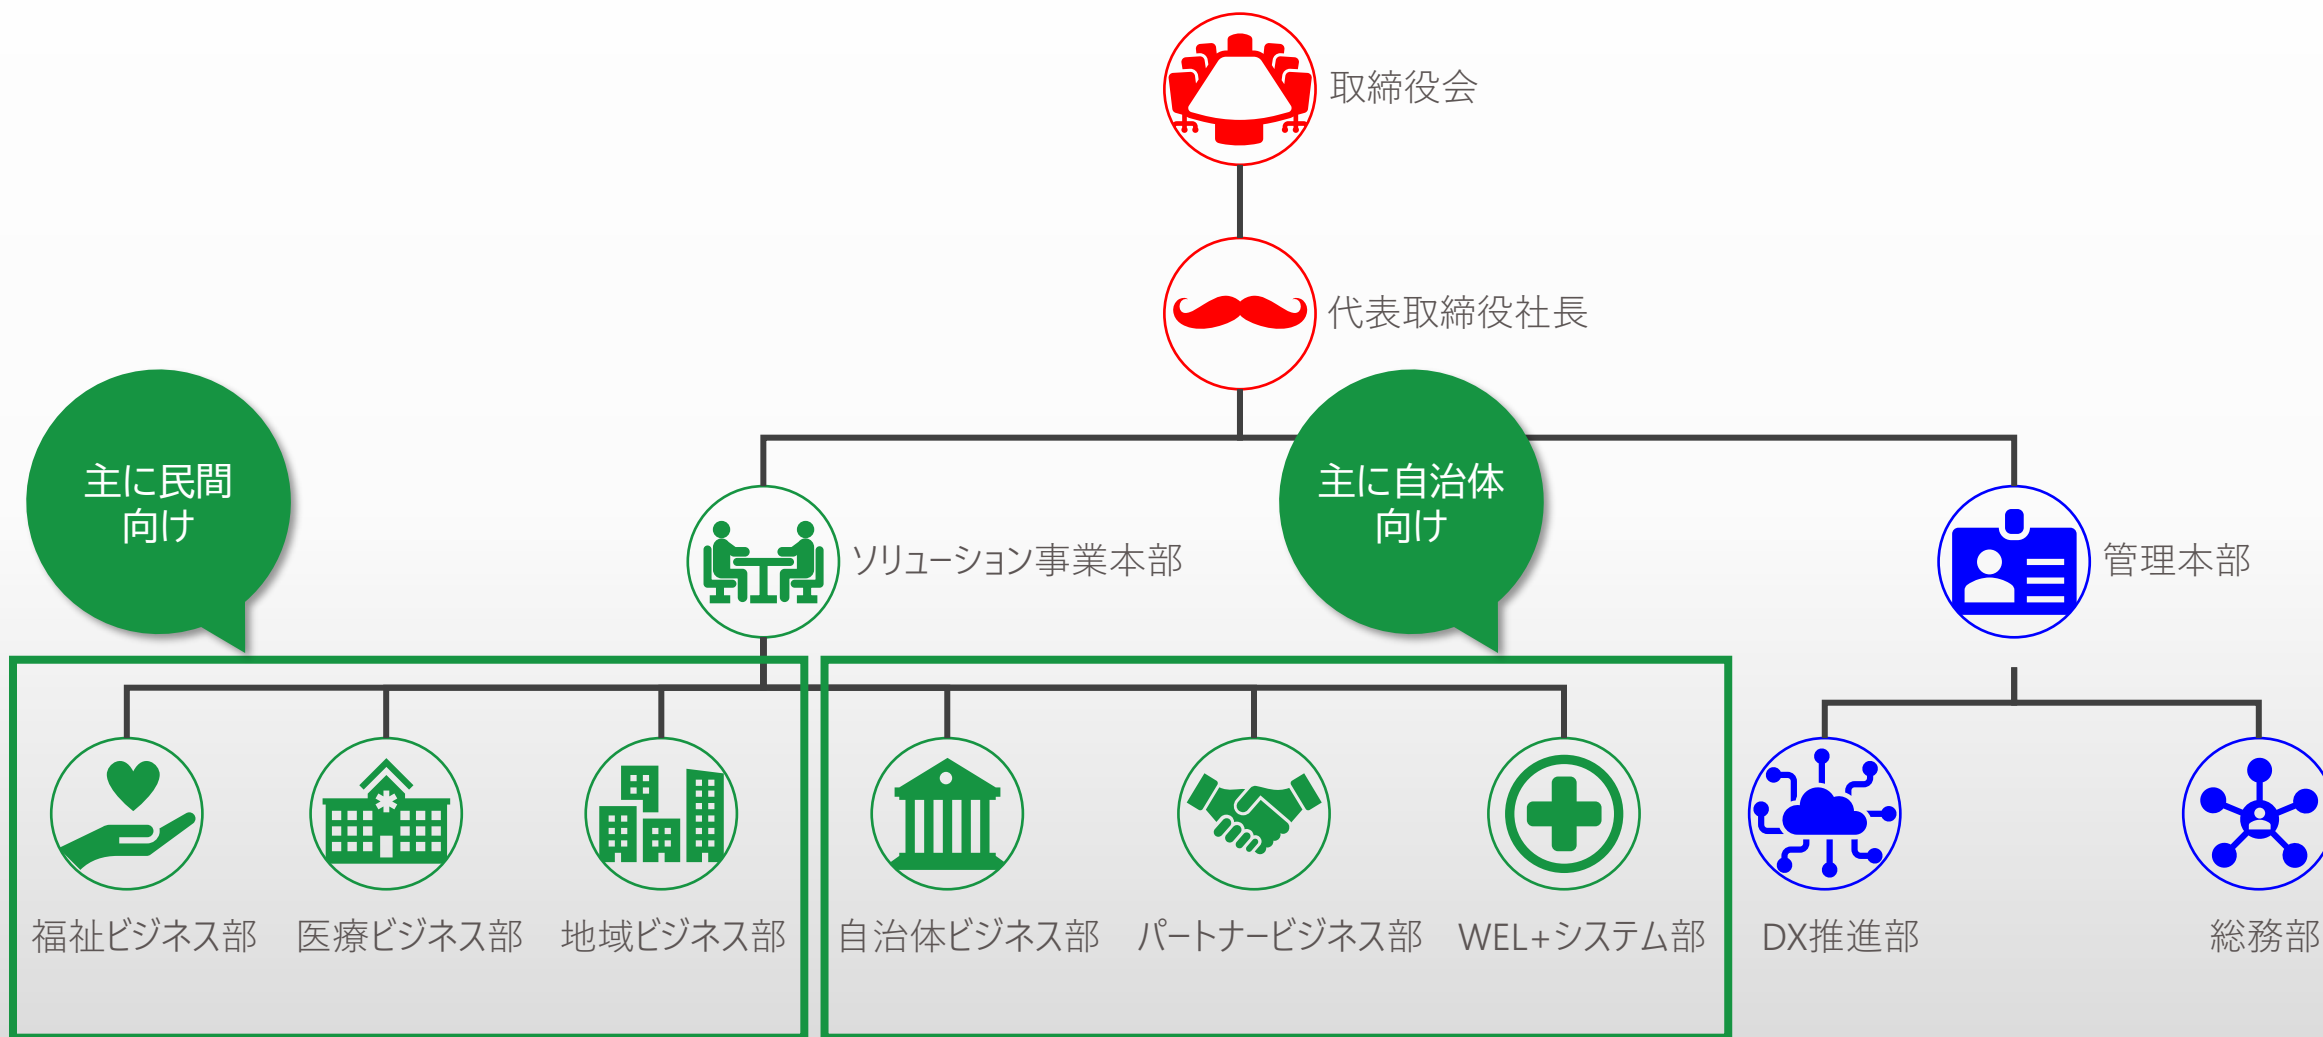 取締役会
代表取締役社長
主に民間
向け
主に自治体
向け
ソリューション事業本部
管理本部
福祉ビジネス部
医療ビジネス部
地域ビジネス部
自治体ビジネス部
パートナービジネス部
WEL+システム部
DX推進部
総務部